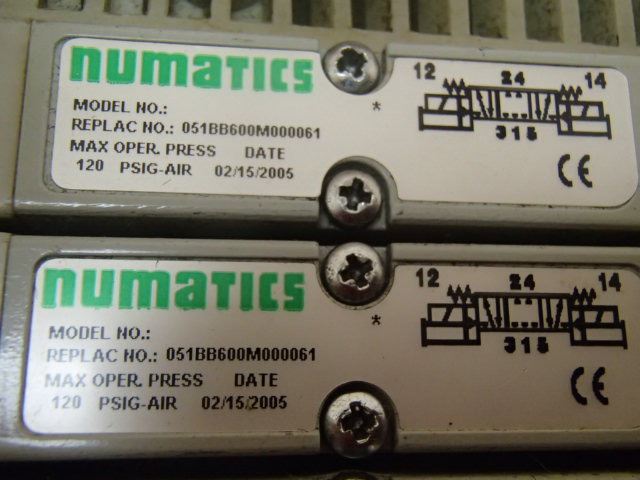 numatics
12 24 14
MODEL NO.:
REPLAC NO.: 051BB600M000061
*
MAX OPER. PRESS DATE
315
120 PSIG-AIR 02/15/2005
CE
numatics
12 24 14
MODEL NO.:
REPLAC NO.: 051BB600M000061
*
MAX OPER. PRESS DATE
315
120 PSIG-AIR 02/15/2005
CE